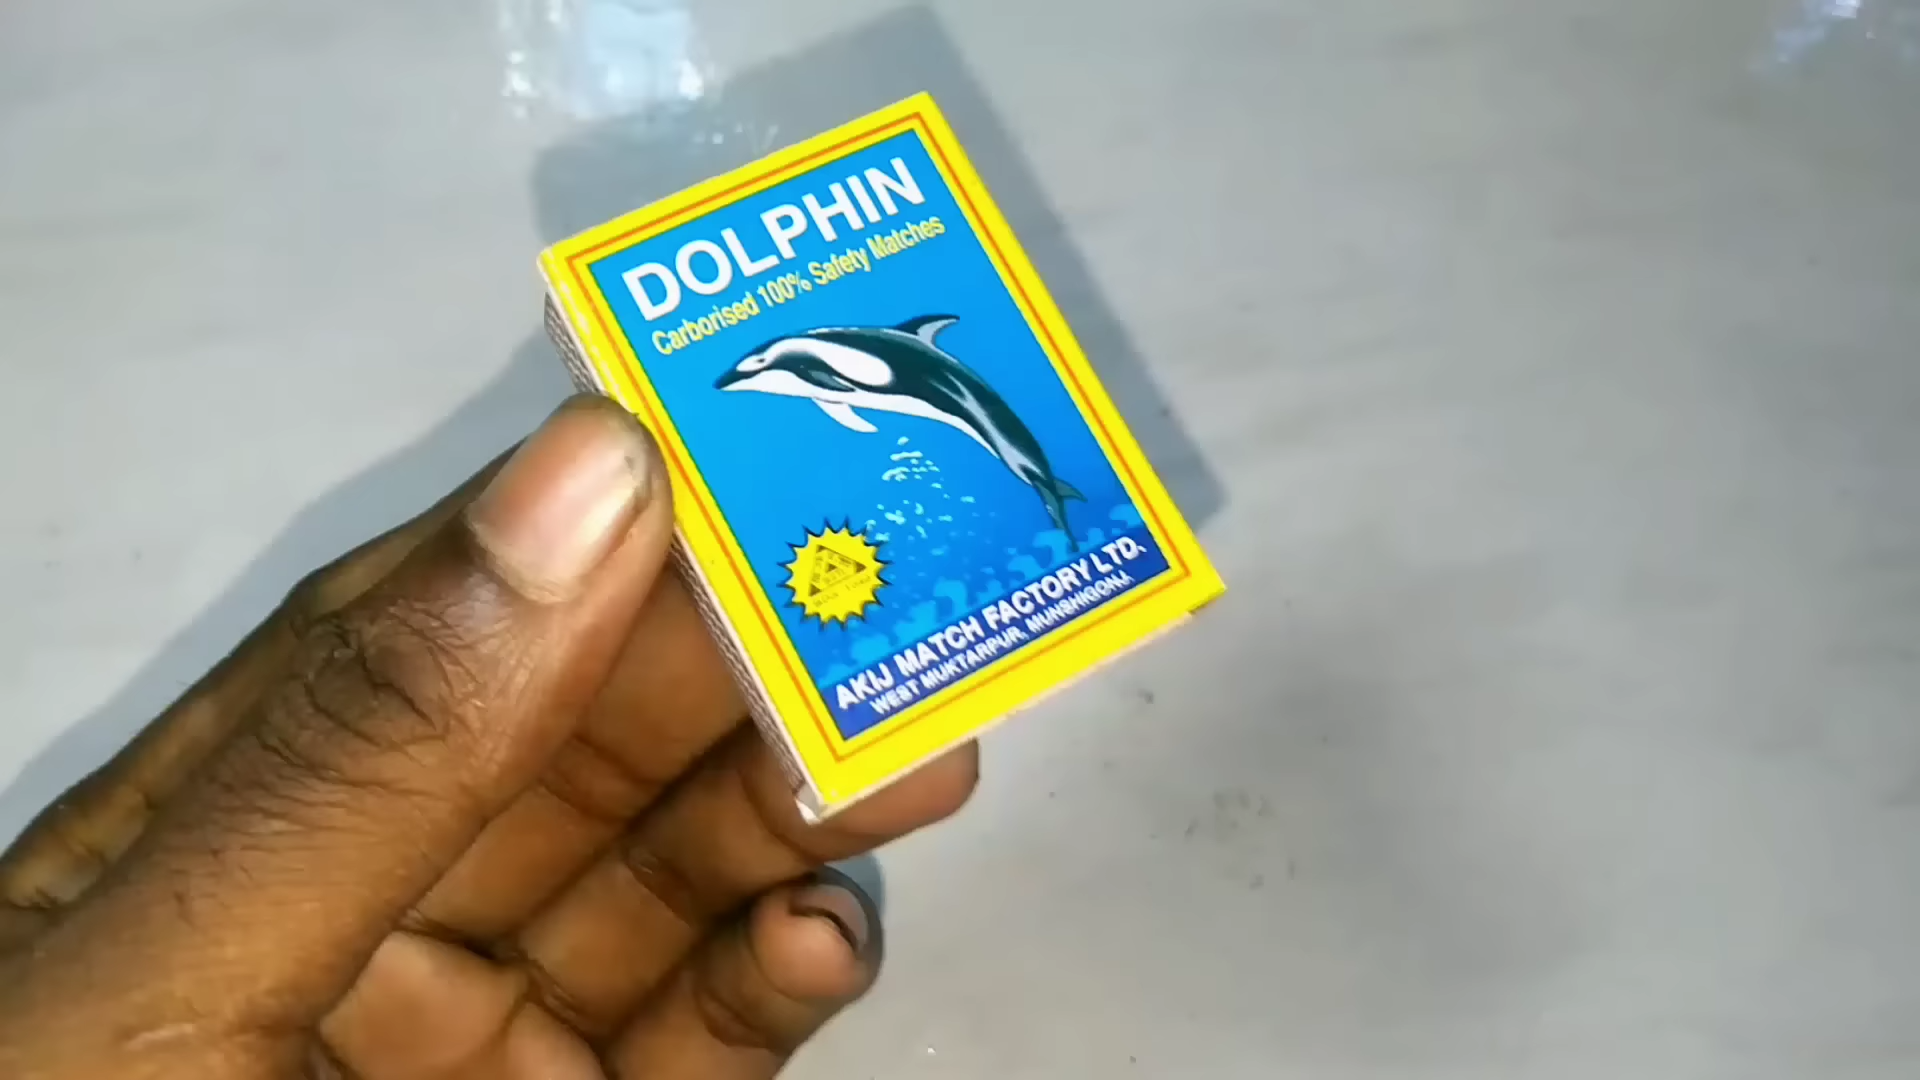 DOLPHIN
Carborised 100% Safety Matches
AKIJ MATCH FACTORY LTD.
WEST MUKTARPUR, MUNSHIGONJ